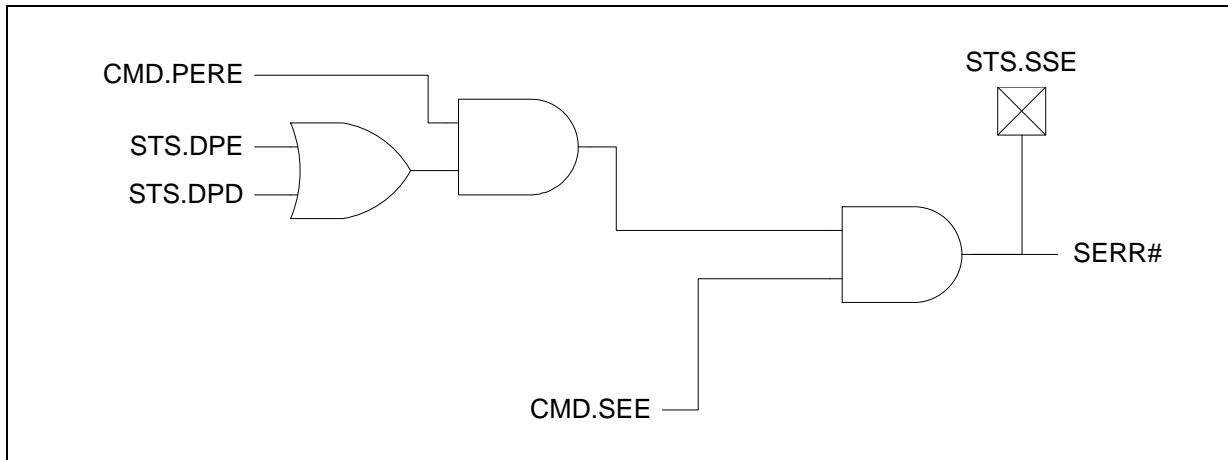 STS.SSE
CMD.PERE
STS.DPE
STS.DPD
SERR#
CMD.SEE